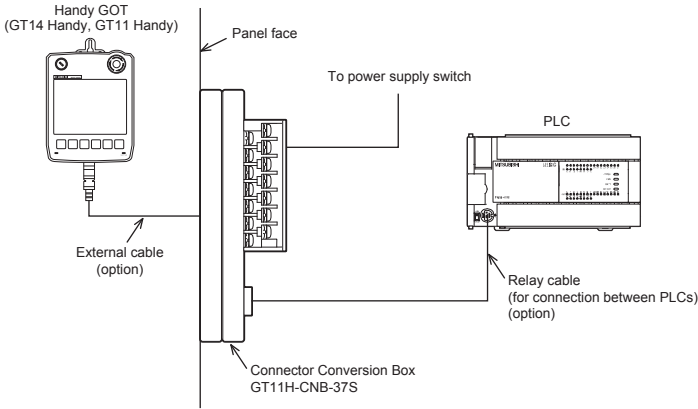 Handy GOT
(GT14 Handy, GT11 Handy)
Panel face
To power supply switch
PLC
MITSUBISHI
External cable
(option)
Relay cable
(for connection between PLCs)
(option)
Connector Conversion Box
GT11H-CNB-37S